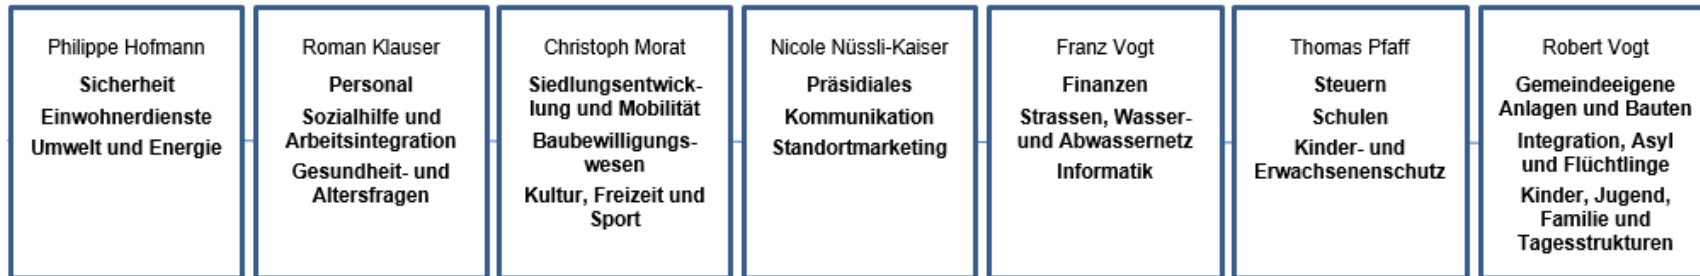 Philippe Hofmann
Sicherheit
Einwohnerdienste
Umwelt und Energie
Roman Klauser
Personal
Sozialhilfe und
Arbeitsintegration
Gesundheit- und
Altersfragen
Christoph Morat
Siedlungsentwick-
lung und Mobilität
Baubewilligungs-
wesen
Kultur, Freizeit und
Sport
Nicole Nüssli-Kaiser
Präsidiales
Kommunikation
Standortmarketing
Franz Vogt
Finanzen
Strassen, Wasser-
und Abwassernetz
Informatik
Thomas Pfaff
Steuern
Schulen
Kinder- und
Erwachsenenschutz
Robert Vogt
Gemeindeeigene
Anlagen und Bauten
Integration, Asyl
und Flüchtlinge
Kinder, Jugend,
Familie und
Tagesstrukturen